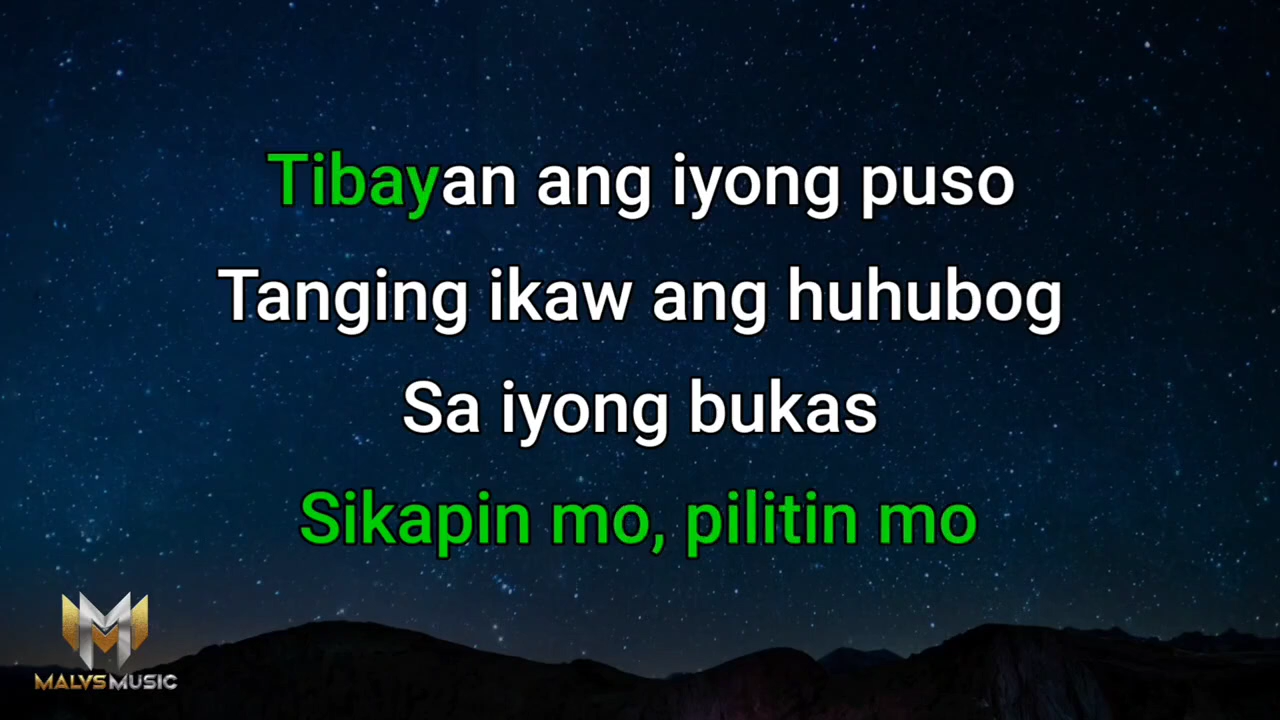 Tibayan ang iyong puso
Tanging ikaw ang huhubog
Sa iyong bukas
Sikapin mo, pilitin mo
MALVSMUSIC